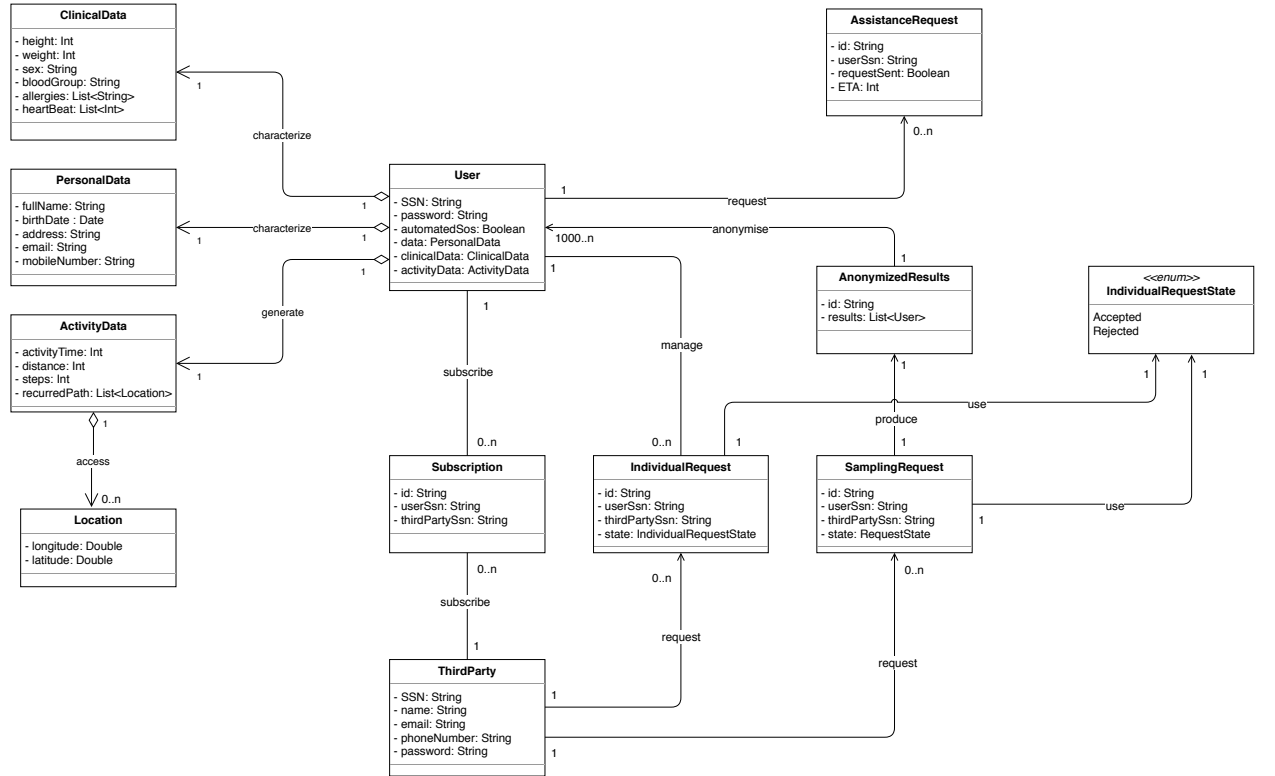 ClinicalData
- height: Int
- weight: Int
- sex: String
- bloodGroup: String
- allergies: List<String>
- heartBeat: List<Int>
1
characterize
1
PersonalData
- fullName: String
- birthDate : Date
- address: String
- email: String
- mobileNumber: String
1
characterize
1
ActivityData
- activityTime: Int
- distance: Int
- steps: Int
- recurredPath: List<Location>
1
generate
1
1
access
0..n
Location
- longitude: Double
- latitude: Double
User
- SSN: String
- password: String
- automatedSos: Boolean
- data: PersonalData
- clinicalData: ClinicalData
- activityData: ActivityData
1
request
0..n
AssistanceRequest
- id: String
- userSsn: String
- requestSent: Boolean
- ETA: Int
1000..n
anonymise
1
AnonymizedResults
- id: String
- results: List<User>
<<enum>>
IndividualRequestState
Accepted
Rejected
1
manage
0..n
1
subscribe
0..n
1
produce
1
1
use
1
1
use
1
Subscription
- id: String
- userSsn: String
- thirdPartySsn: String
IndividualRequest
- id: String
- userSsn: String
- thirdPartySsn: String
- state: IndividualRequestState
SamplingRequest
- id: String
- userSsn: String
- thirdPartySsn: String
- state: RequestState
0..n
subscribe
1
0..n
request
1
0..n
request
1
ThirdParty
- SSN: String
- name: String
- email: String
- phoneNumber: String
- password: String